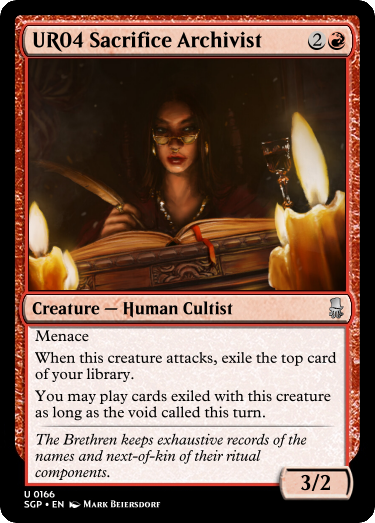 UR04 Sacrifice Archivist 2
Creature — Human Cultist
Menace
When this creature attacks, exile the top card
of your library.
You may play cards exiled with this creature
as long as the void called this turn.
The Brethren keeps exhaustive records of the
names and next-of-kin of their ritual
components.
3/2
U 0166
SGP • EN Mark Beiersdorf